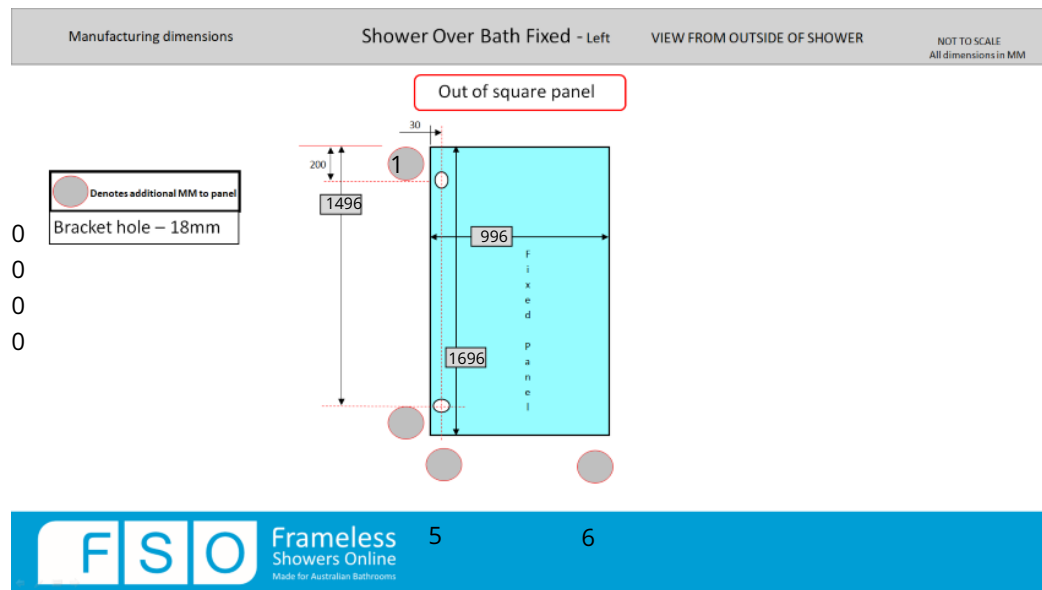 Manufacturing dimensions
Shower Over Bath Fixed - Left
VIEW FROM OUTSIDE OF SHOWER
NOT TO SCALE
All dimensions in MM
Out of square panel
30
200
1
1496
Denotes additional MM to panel
Bracket hole – 18mm
0
0
0
0
996
Fixed Panel
1696
FSO
Frameless
Showers Online
Made for Australian Bathrooms
5
6